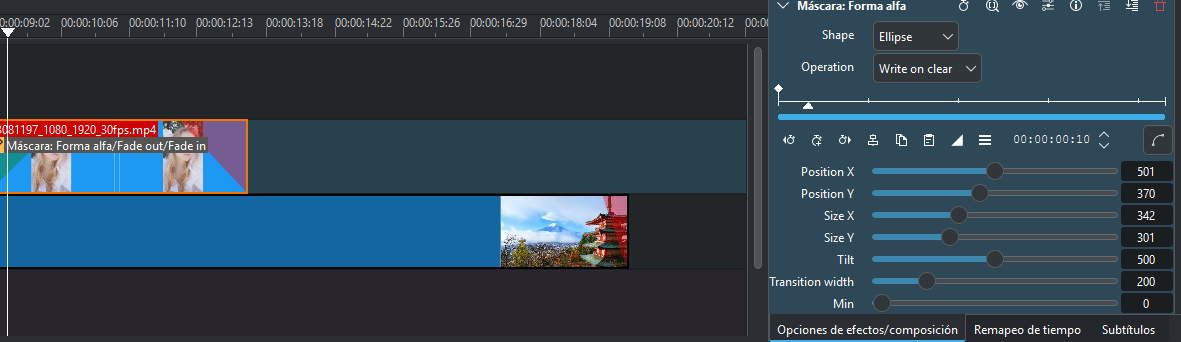 00:00:09:02 00:00:10:06 00:00:11:10 00:00:12:13 00:00:13:18 00:00:14:22 00:00:15:26 00:00:16:29 00:00:18:04 00:00:19:08 00:00:20:12 00:00
3081197_1080_1920_30fps.mp4
Máscara: Forma alfa/Fade out/Fade in
Máscara: Forma alfa
Shape Ellipse
Operation Write on clear
00:00:00:10
Position X 501
Position Y 370
Size X 342
Size Y 301
Tilt 500
Transition width 200
Min 0
Opciones de efectos/composición Remapeo de tiempo Subtítulos